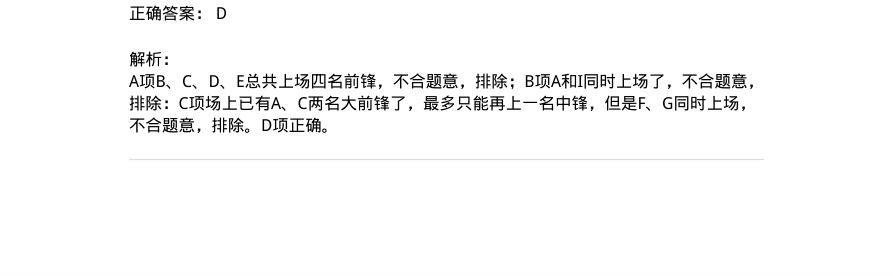 正确答案： D
解析：
A项B、C、D、E总共上场四名前锋，不合题意，排除；B项A和I同时上场了，不合题意，
排除：C项场上已有A、C两名大前锋了，最多只能再上一名中锋，但是F、G同时上场，
不合题意，排除。D项正确。